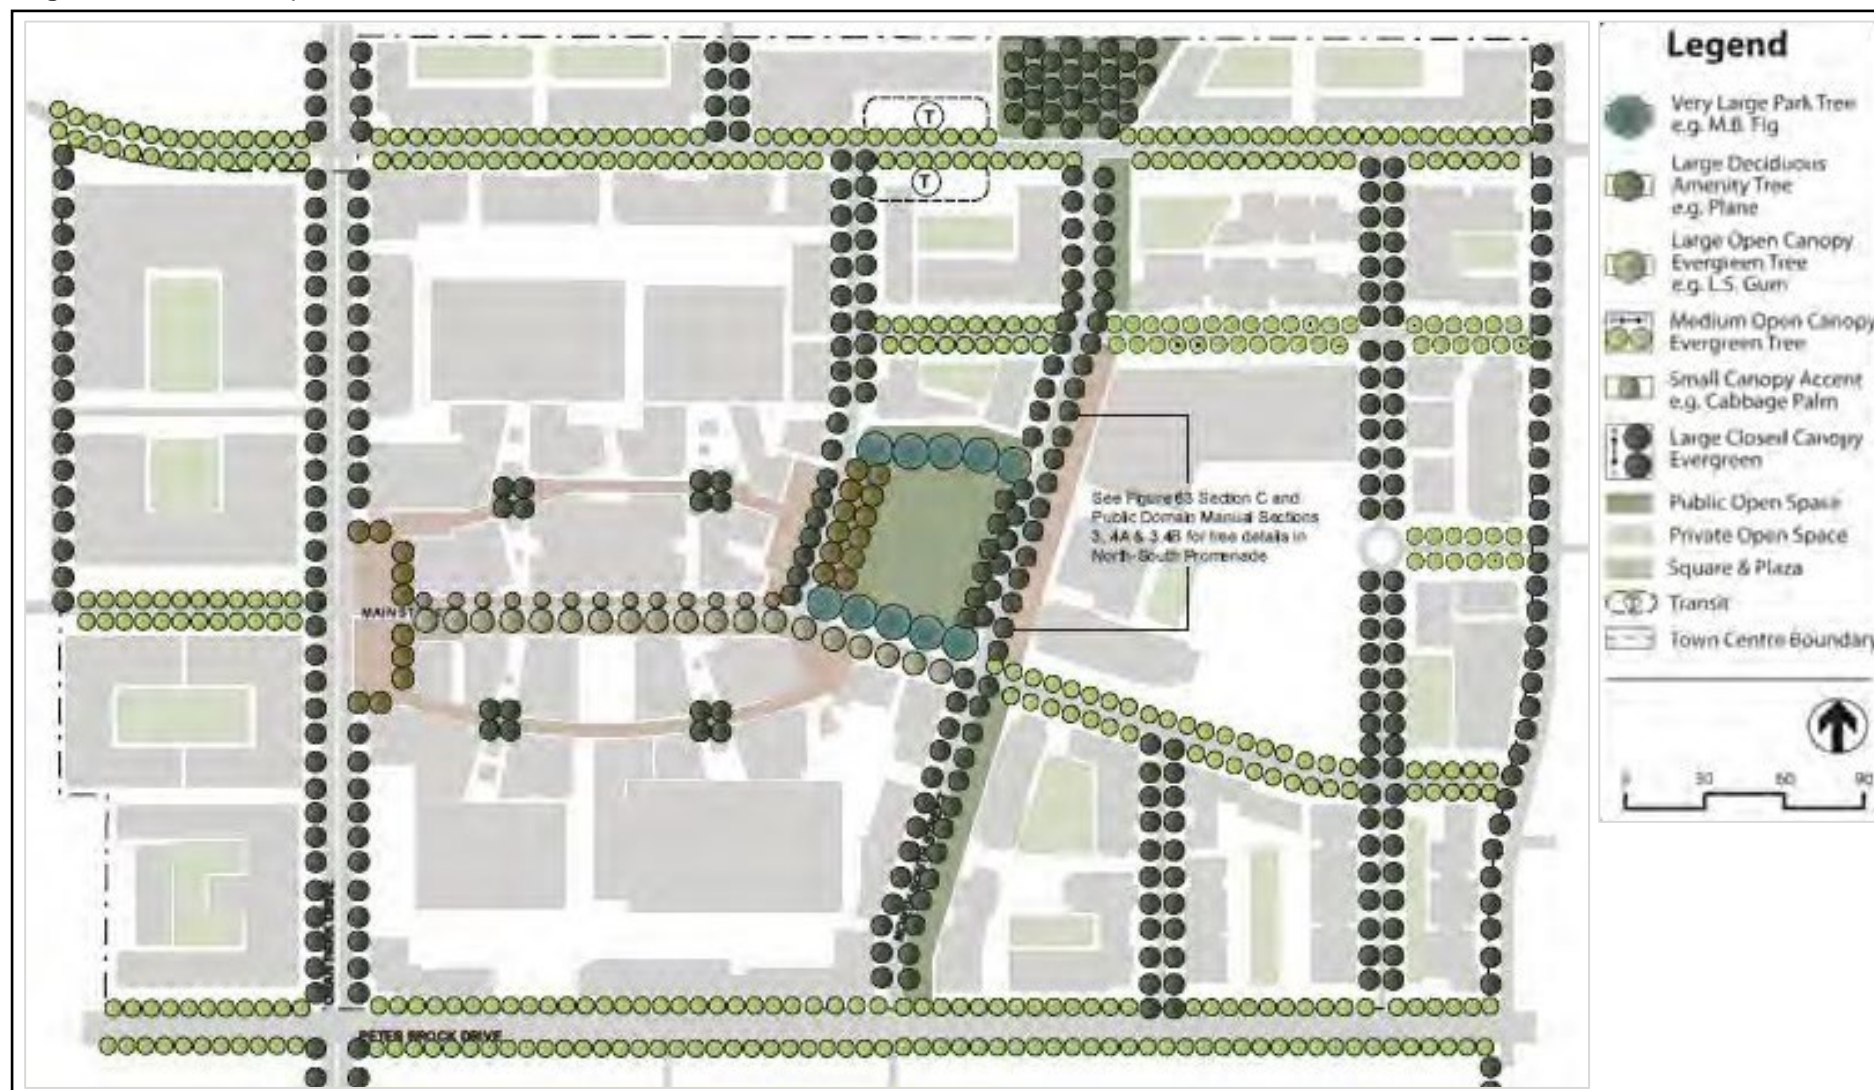 T
T
See Figure 63 Section C and
Public Domain Manual Sections
3, 4A & 3.4B for tree details in
North-South Promenade
MAIN
PETER BROCK DRIVE
Legend
Very Large Park Tree
e.g. M.B. Fig
Large Deciduous
Amenity Tree
e.g. Plane
Large Open Canopy
Evergreen Tree
e.g. L.S. Gum
Medium Open Canopy
Evergreen Tree
Small Canopy Accent
e.g. Cabbage Palm
Large Closed Canopy
Evergreen
Public Open Space
Private Open Space
Square & Plaza
Transit
Town Centre Boundary
0 30 60 90